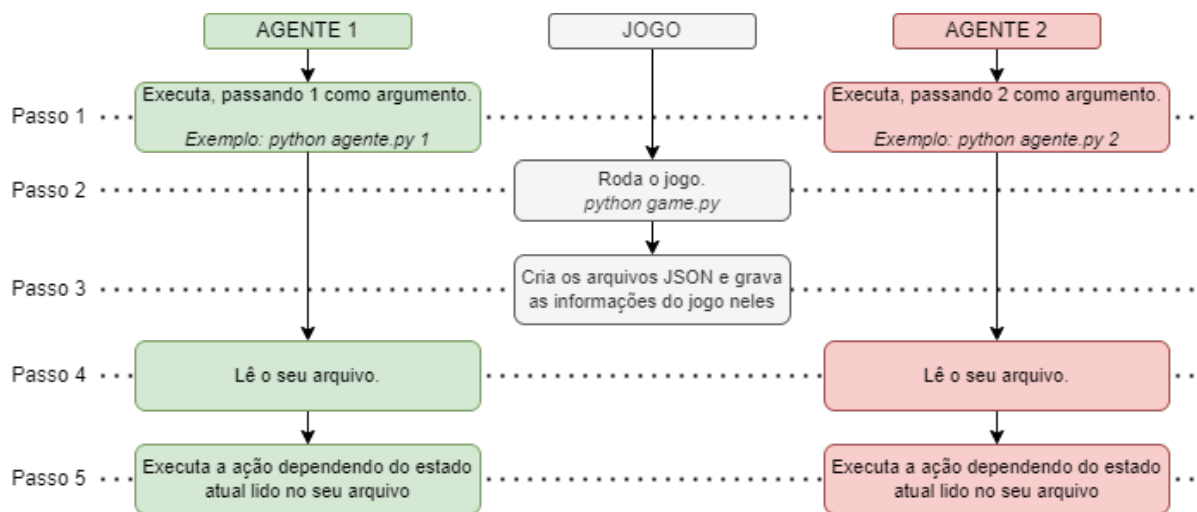 AGENTE 1
JOGO
AGENTE 2
Passo 1
Executa, passando 1 como argumento.
Exemplo: python agente.py 1
Executa, passando 2 como argumento.
Exemplo: python agente.py 2
Passo 2
Roda o jogo.
python game.py
Passo 3
Cria os arquivos JSON e grava
as informações do jogo neles
Passo 4
Lê o seu arquivo.
Lê o seu arquivo.
Passo 5
Executa a ação dependendo do estado
atual lido no seu arquivo
Executa a ação dependendo do estado
atual lido no seu arquivo